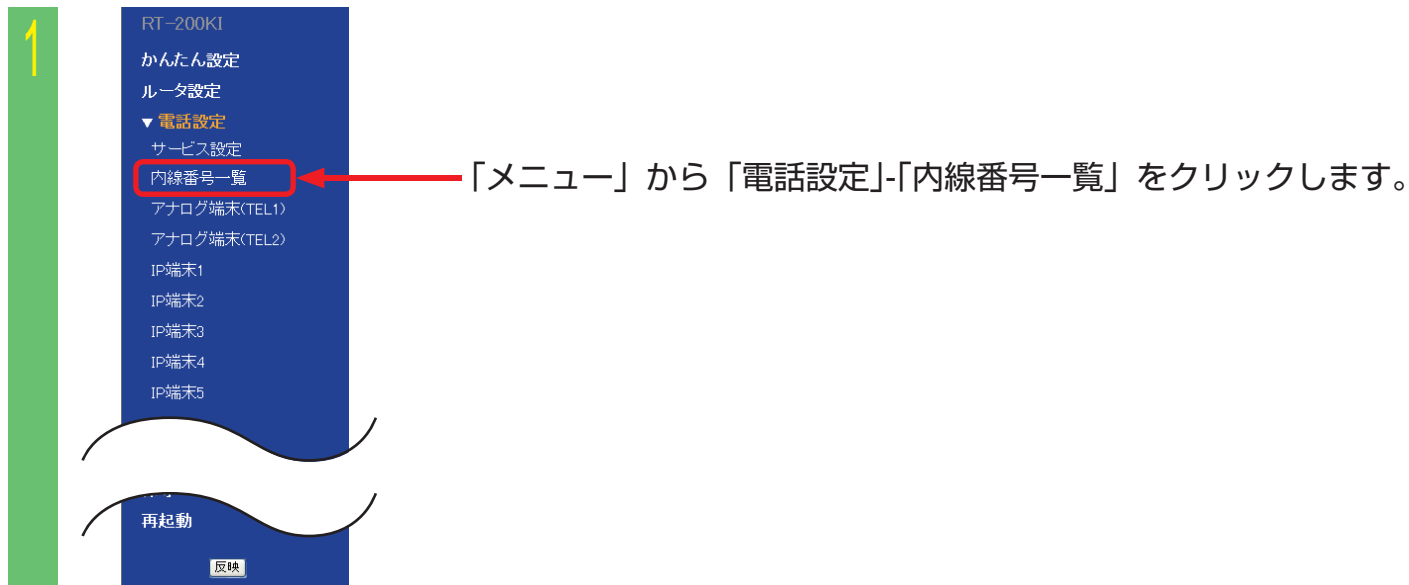 1
RT-200KI
かんたん設定
ルータ設定
▼電話設定
サービス設定
内線番号一覧
「メニュー」から「電話設定」-「内線番号一覧」をクリックします。
アナログ端末(TEL1)
アナログ端末(TEL2)
IP端末1
IP端末2
IP端末3
IP端末4
IP端末5
再起動
反映